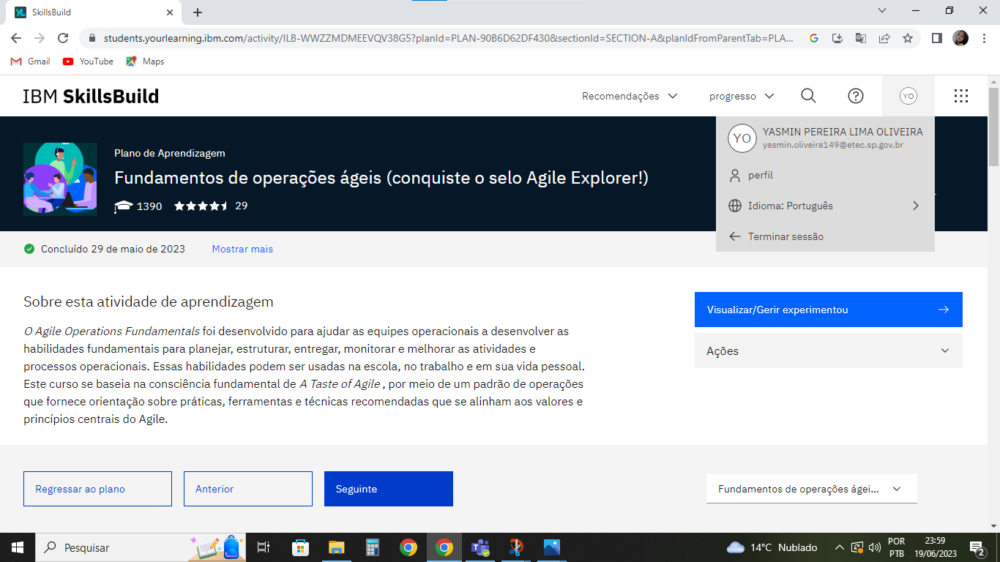 SkillsBuild
students.yourlearning.ibm.com/activity/ILB-WWZZMDMEEVQV38G5?planId=PLAN-90B6D62DF430&sectionId=SECTION-A&planIdFromParentTab=PLA...
Gmail YouTube Maps
IBM SkillsBuild Recomendações progresso YO
YO YASMIN PEREIRA LIMA OLIVEIRA
yasmin.oliveira149@etec.sp.gov.br
perfil
Idioma: Português
Terminar sessão
Plano de Aprendizagem
Fundamentos de operações ágeis (conquiste o selo Agile Explorer!)
1390 29
Concluído 29 de maio de 2023 Mostrar mais
Sobre esta atividade de aprendizagem
O Agile Operations Fundamentals foi desenvolvido para ajudar as equipes operacionais a desenvolver as
habilidades fundamentais para planejar, estruturar, entregar, monitorar e melhorar as atividades e
processos operacionais. Essas habilidades podem ser usadas na escola, no trabalho e em sua vida pessoal.
Este curso se baseia na consciência fundamental de A Taste of Agile , por meio de um padrão de operações
que fornece orientação sobre práticas, ferramentas e técnicas recomendadas que se alinham aos valores e
princípios centrais do Agile.
Visualizar/Gerir experimentou
Ações
Regressar ao plano Anterior Seguinte Fundamentos de operações ágei...
Pesquisar 14°C Nublado POR 23:59
PTB 19/06/2023 2